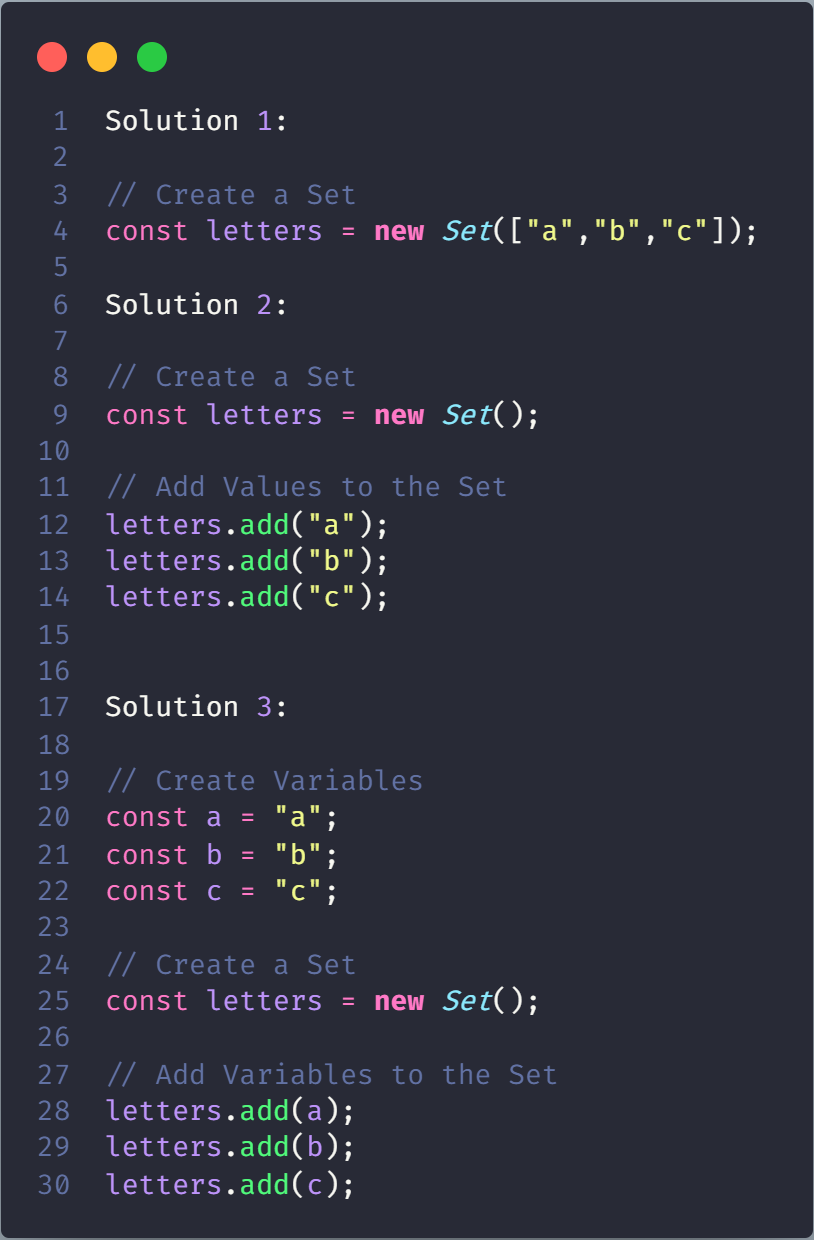 1 Solution 1:
2
3 // Create a Set
4 const letters = new Set(["a","b","c"]);
5
6 Solution 2:
7
8 // Create a Set
9 const letters = new Set();
10
11 // Add Values to the Set
12 letters.add("a");
13 letters.add("b");
14 letters.add("c");
15
16
17 Solution 3:
18
19 // Create Variables
20 const a = "a";
21 const b = "b";
22 const c = "c";
23
24 // Create a Set
25 const letters = new Set();
26
27 // Add Variables to the Set
28 letters.add(a);
29 letters.add(b);
30 letters.add(c);